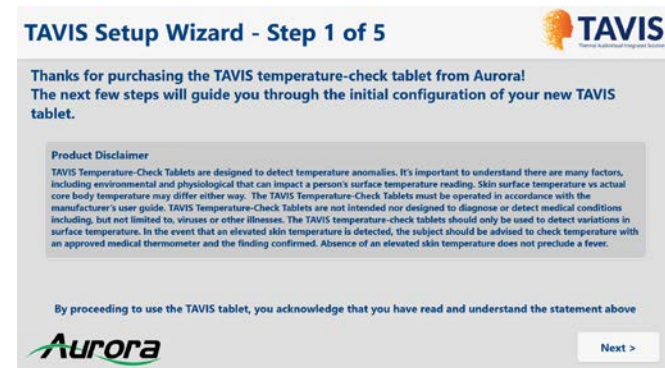 TAVIS Setup Wizard - Step 1 of 5
TAVIS
Thermal Audiovisual Integrated Solution
Thanks for purchasing the TAVIS temperature-check tablet from Aurora!
The next few steps will guide you through the initial configuration of your new TAVIS
tablet.
Product Disclaimer
TAVIS Temperature-Check Tablets are designed to detect temperature anomalies. It's important to understand there are many factors,
including environmental and physiological that can impact a person's surface temperature reading. Skin surface temperature vs actual
core body temperature may differ either way. The TAVIS Temperature-Check Tablets must be operated in accordance with the
manufacturer's user guide. TAVIS Temperature-Check Tablets are not intended nor designed to diagnose or detect medical conditions
including, but not limited to, viruses or other illnesses. The TAVIS temperature-check tablets should only be used to detect variations in
surface temperature. In the event that an elevated skin temperature is detected, the subject should be advised to check temperature with
an approved medical thermometer and the finding confirmed. Absence of an elevated skin temperature does not preclude a fever.
By proceeding to use the TAVIS tablet, you acknowledge that you have read and understand the statement above
Aurora
Next >